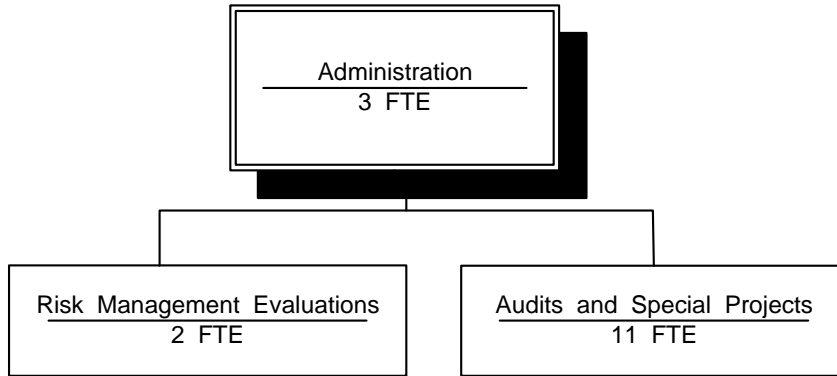 Administration
3 FTE
Risk Management Evaluations
2 FTE
Audits and Special Projects
11 FTE